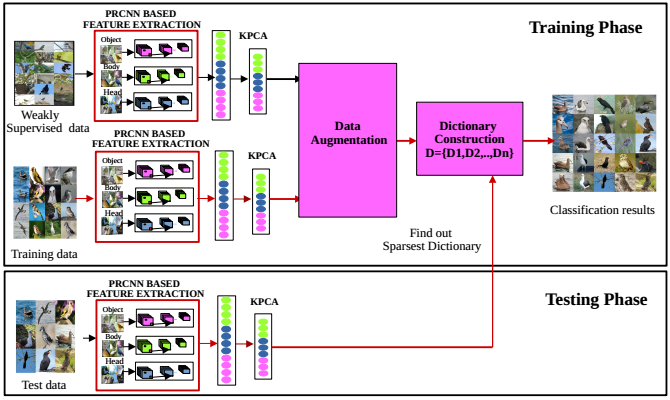 PRCNN BASED
FEATURE EXTRACTION
Object
Body
Head
KPCA
Weakly
Supervised data
PRCNN BASED
FEATURE EXTRACTION
Object
Body
Head
KPCA
Training data
Data
Augmentation
Dictionary
Construction
D={D1,D2,..,Dn}
Training Phase
Classification results
Find out
Sparsest Dictionary
Testing Phase
PRCNN BASED
FEATURE EXTRACTION
Object
Body
Head
KPCA
Test data